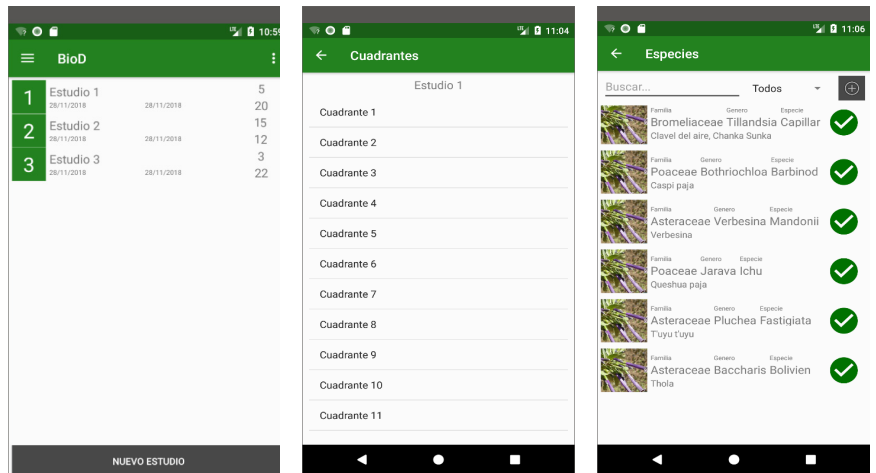 10:59
BioD
1
Estudio 1
5
28/11/2018
28/11/2018
20
2
Estudio 2
15
28/11/2018
28/11/2018
12
3
Estudio 3
3
28/11/2018
28/11/2018
22
NUEVO ESTUDIO
LTE 11:04
Cuadrantes
Estudio 1
Cuadrante 1
Cuadrante 2
Cuadrante 3
Cuadrante 4
Cuadrante 5
Cuadrante 6
Cuadrante 7
Cuadrante 8
Cuadrante 9
Cuadrante 10
Cuadrante 11
LTE 11:06
Especies
Buscar... Todos
Familia Genero Especie
Bromeliaceae Tillandsia Capillar
Clavel del aire, Chanka Sunka
Familia Genero Especie
Poaceae Bothriochloa Barbinod
Caspi paja
Familia Genero Especie
Asteraceae Verbesina Mandonii
Verbesina
Familia Genero Especie
Poaceae Jarava Ichu
Queshua paja
Familia Genero Especie
Asteraceae Pluchea Fastigiata
T'uyu t'uyu
Familia Genero Especie
Asteraceae Baccharis Bolivien
Thola